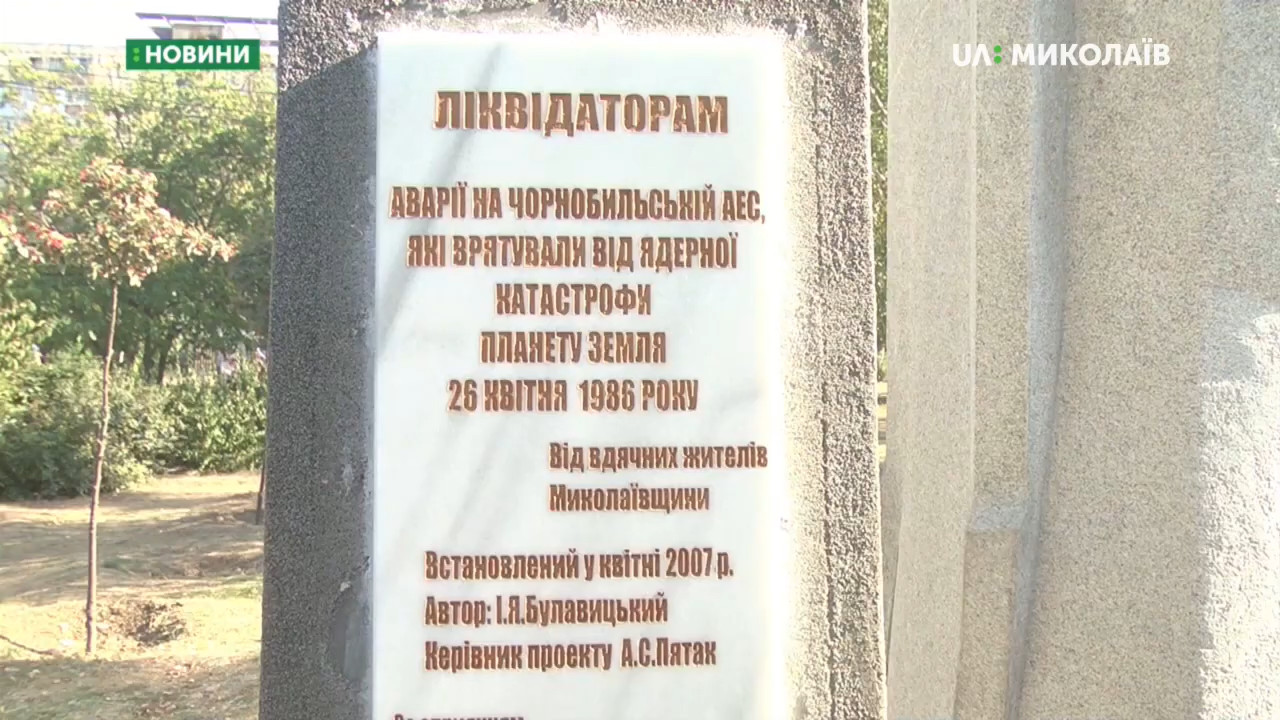 :НОВИНИ
UA: МИКОЛАЇВ
ЛІКВІДАТОРАМ
АВАРІЇ НА ЧОРНОБИЛЬСЬКІЙ АЕС,
ЯКІ ВРЯТУВАЛИ ВІД ЯДЕРНОЇ
КАТАСТРОФИ
ПЛАНЕТУ ЗЕМЛЯ
26 КВІТНЯ 1986 РОКУ
Від вдячних жителів
Миколаївщини
Встановлений у квітні 2007 р.
Автор: І.Я.Булавицький
Керівник проекту А.С.Пятак